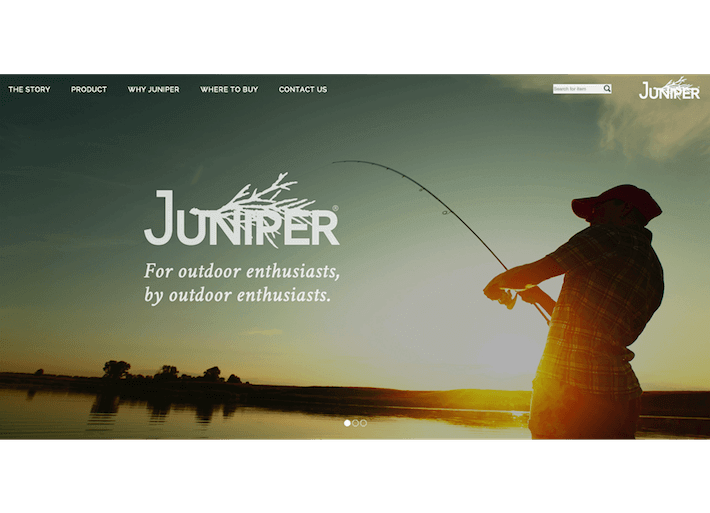 THE STORY PRODUCT WHY JUNIPER WHERE TO BUY CONTACT US Search for item JUNIPER
JUNIPER®
For outdoor enthusiasts,
by outdoor enthusiasts.